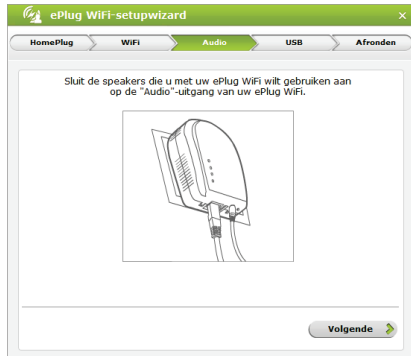 ePlug WiFi-setupwizard
HomePlug WiFi Audio USB Afronden
Sluit de speakers die u met uw ePlug WiFi wilt gebruiken aan
op de "Audio"-uitgang van uw ePlug WiFi.
Volgende